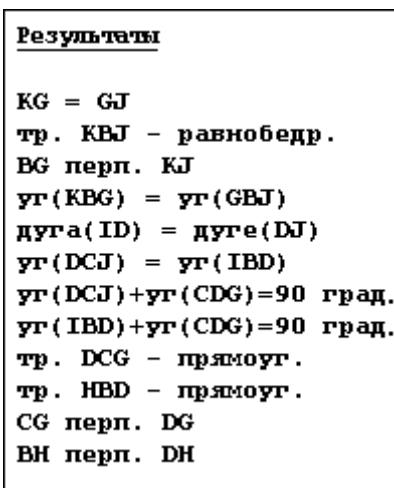 Результаты
KG = GJ
тр. KBJ - равнобедр.
BG перп. KJ
уг(KBG) = уг(GBJ)
дуга(ID) = дуге(DJ)
уг(DCJ) = уг(IBD)
уг(DCJ)+уг(CDG)=90 град.
уг(IBD)+уг(CDG)=90 град.
тр. DCG - прямоуг.
тр. HBD - прямоуг.
CG перп. DG
BH перп. DH